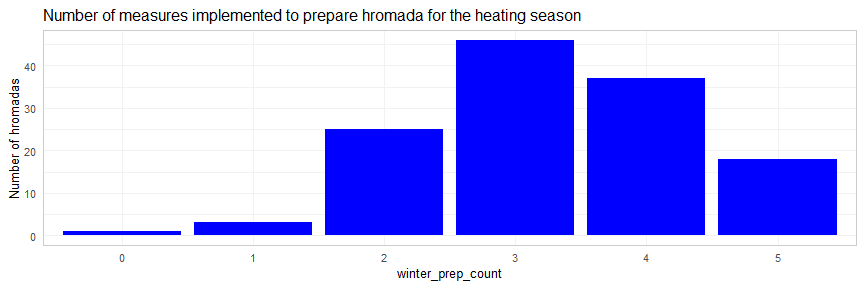 Number of measures implemented to prepare hromada for the heating season
Number of hromadas
40
30
20
10
0
0 1 2 3 4 5
winter_prep_count